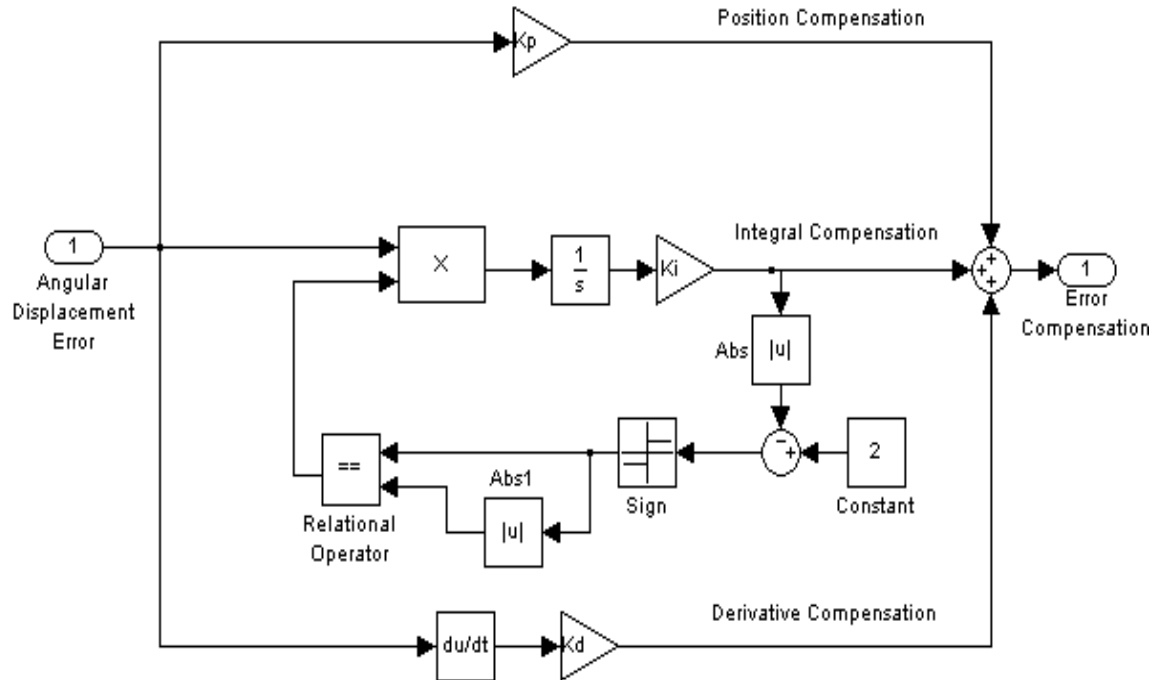 Position Compensation
Kp
1
Angular
Displacement
Error
X
1
s
Ki
Integral Compensation
+
+
+
1
Error
Compensation
Abs
|u|
-
+
2
Constant
Sign
==
Relational
Operator
Abs1
|u|
Derivative Compensation
du/dt
Kd